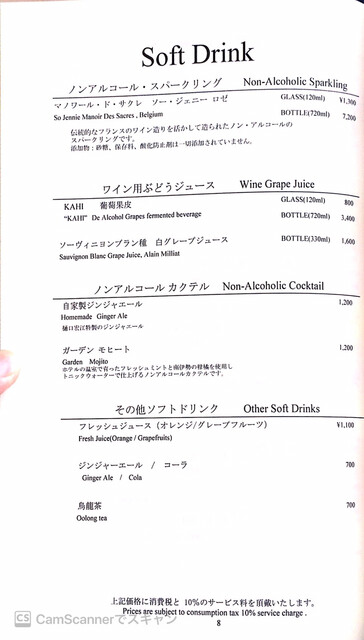 Soft Drink
ノンアルコール・スパークリング Non-Alcoholic Sparkling
マノワール・ド・サクレ ソー・ジェニー ロゼ GLASS(120ml) ¥1,300
So Jennie Manoir Des Sacres , Belgium BOTTLE(720ml) 7,200
伝統的なフランスのワイン造りを活かして造られたノン・アルコールの
スパークリングです。
添加物：砂糖、保存料、酸化防止剤は一切添加されていません。
ワイン用ぶどうジュース Wine Grape Juice
KAHI 葡萄果皮 GLASS(120ml) 800
“KAHI” De Alcohol Grapes fermented beverage BOTTLE(720ml) 3,400
ソーヴィニヨンブラン種 白グレープジュース BOTTLE(330ml) 1,600
Sauvignon Blanc Grape Juice, Alain Milliat
ノンアルコール カクテル Non-Alcoholic Cocktail
自家製ジンジャエール 1,200
Homemade Ginger Ale
樋口宏江特製のジンジャエール
ガーデン モヒート 1,200
Garden Mojito
ホテルの温室で育ったフレッシュミントと南伊勢の柑橘を使用し
トニックウォーターで仕上げるノンアルコールカクテルです。
その他ソフトドリンク Other Soft Drinks
フレッシュジュース（オレンジ/グレープフルーツ） ¥1,100
Fresh Juice(Orange / Grapefruits)
ジンジャーエール / コーラ 700
Ginger Ale / Cola
烏龍茶 700
Oolong tea
上記価格に消費税と 10%のサービス料を頂戴いたします。
Prices are subject to consumption tax 10% service charge .
8
CS CamScannerでスキャン